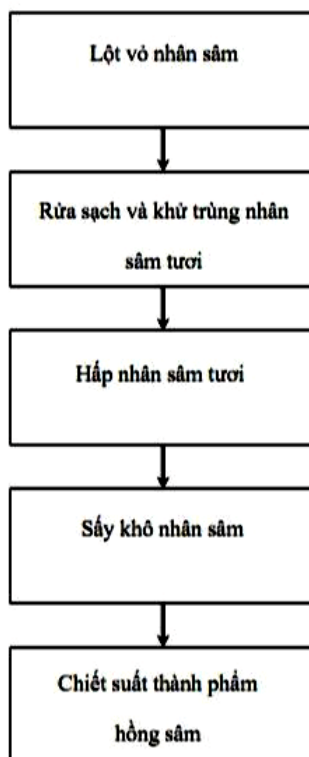 Lột vỏ nhân sâm
Rửa sạch và khử trùng nhân
sâm tươi
Hấp nhân sâm tươi
Sấy khô nhân sâm
Chiết suất thành phẩm
hồng sâm